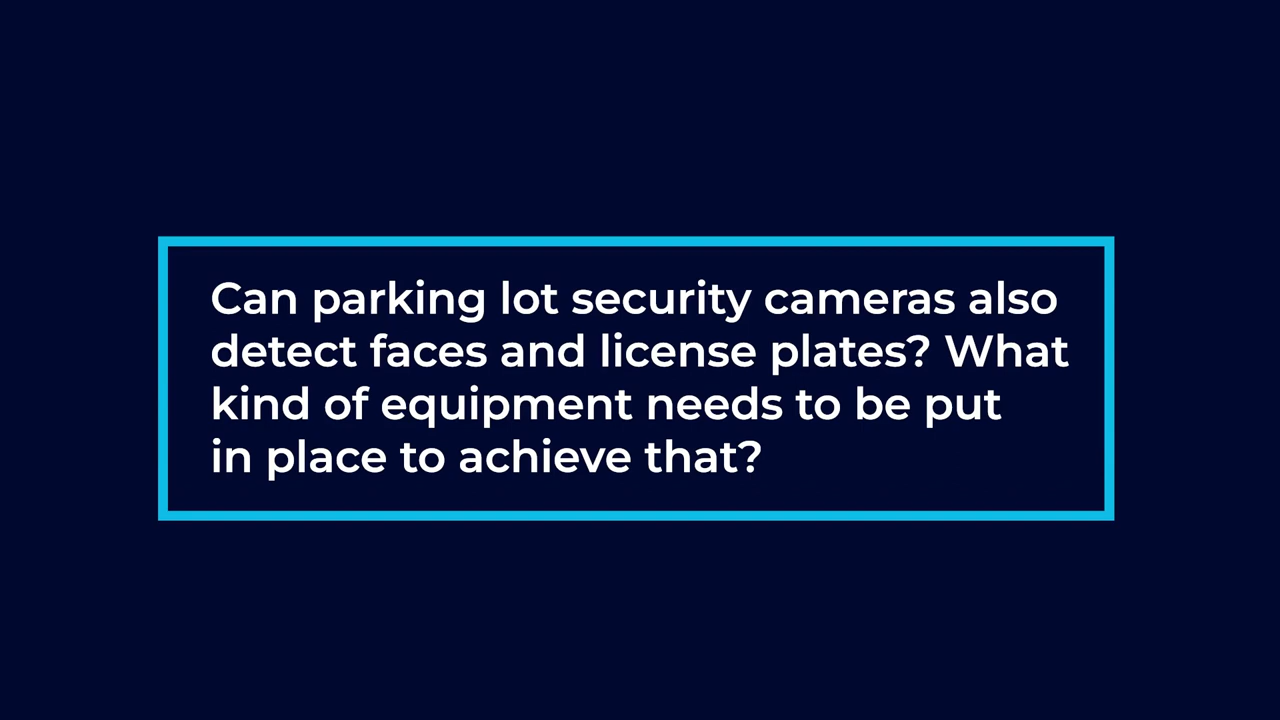 Can parking lot security cameras also
detect faces and license plates? What
kind of equipment needs to be put
in place to achieve that?